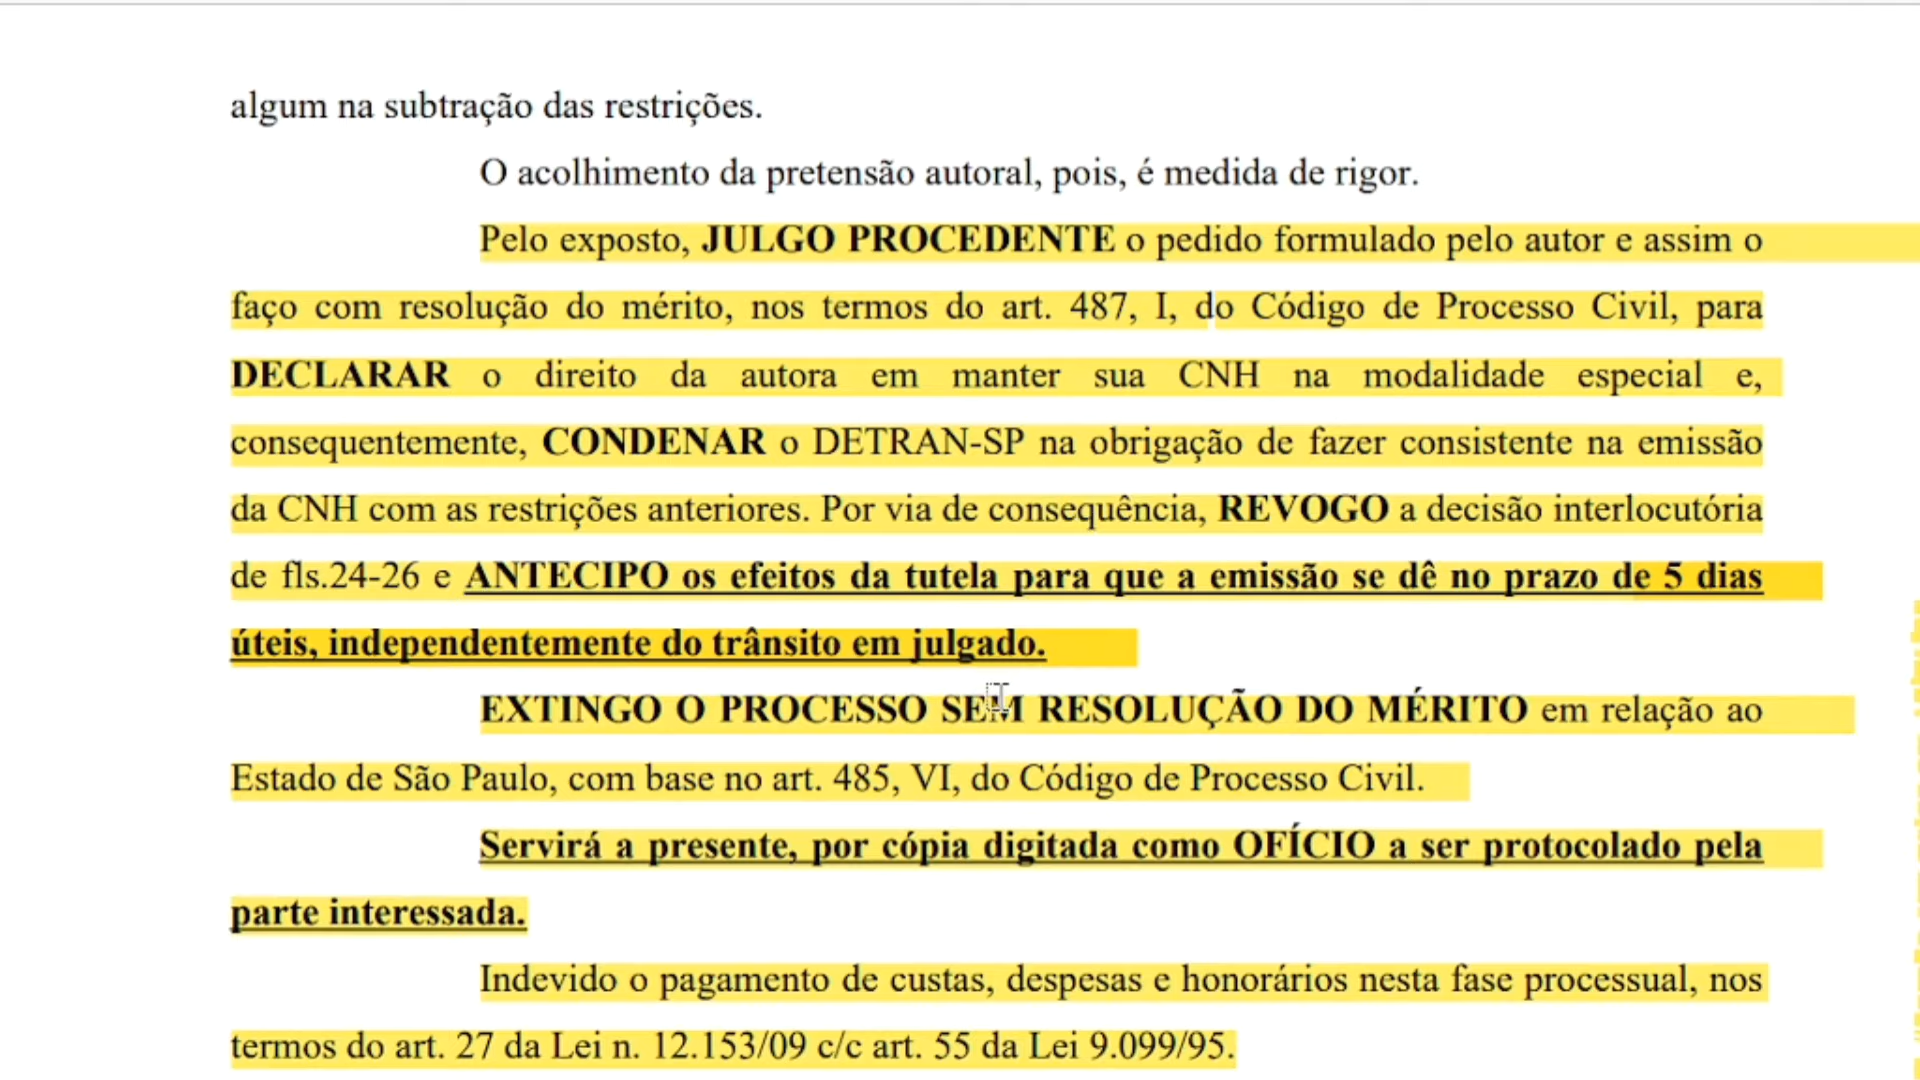 algum na subtração das restrições.
O acolhimento da pretensão autoral, pois, é medida de rigor.
Pelo exposto, JULGO PROCEDENTE o pedido formulado pelo autor e assim o
faço com resolução do mérito, nos termos do art. 487, I, do Código de Processo Civil, para
DECLARAR o direito da autora em manter sua CNH na modalidade especial e,
consequentemente, CONDENAR o DETRAN-SP na obrigação de fazer consistente na emissão
da CNH com as restrições anteriores. Por via de consequência, REVOGO a decisão interlocutória
de fls.24-26 e ANTECIPO os efeitos da tutela para que a emissão se dê no prazo de 5 dias
úteis, independentemente do trânsito em julgado.
EXTINGO O PROCESSO SEM RESOLUÇÃO DO MÉRITO em relação ao
Estado de São Paulo, com base no art. 485, VI, do Código de Processo Civil.
Servirá a presente, por cópia digitada como OFÍCIO a ser protocolado pela
parte interessada.
Indevido o pagamento de custas, despesas e honorários nesta fase processual, nos
termos do art. 27 da Lei n. 12.153/09 c/c art. 55 da Lei 9.099/95.